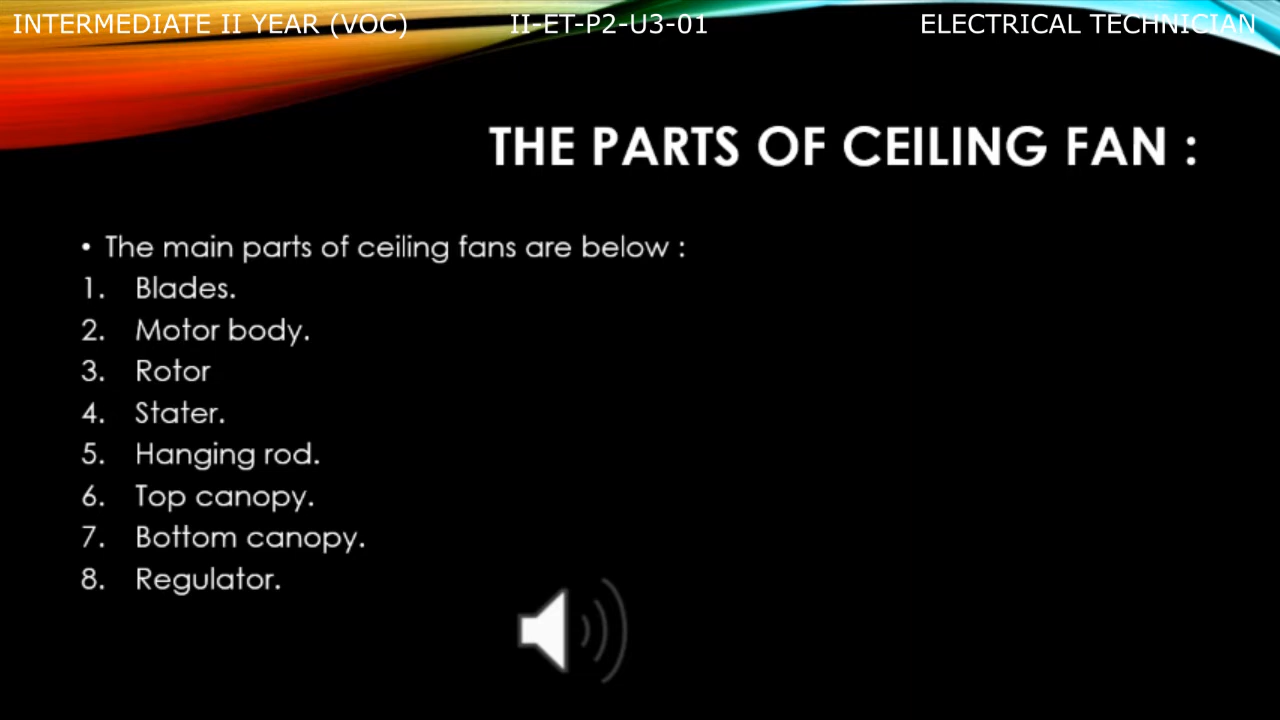 INTERMEDIATE II YEAR (VOC) II-ET-P2-U3-01 ELECTRICAL TECHNICIAN
THE PARTS OF CEILING FAN :
• The main parts of ceiling fans are below :
1. Blades.
2. Motor body.
3. Rotor
4. Stater.
5. Hanging rod.
6. Top canopy.
7. Bottom canopy.
8. Regulator.